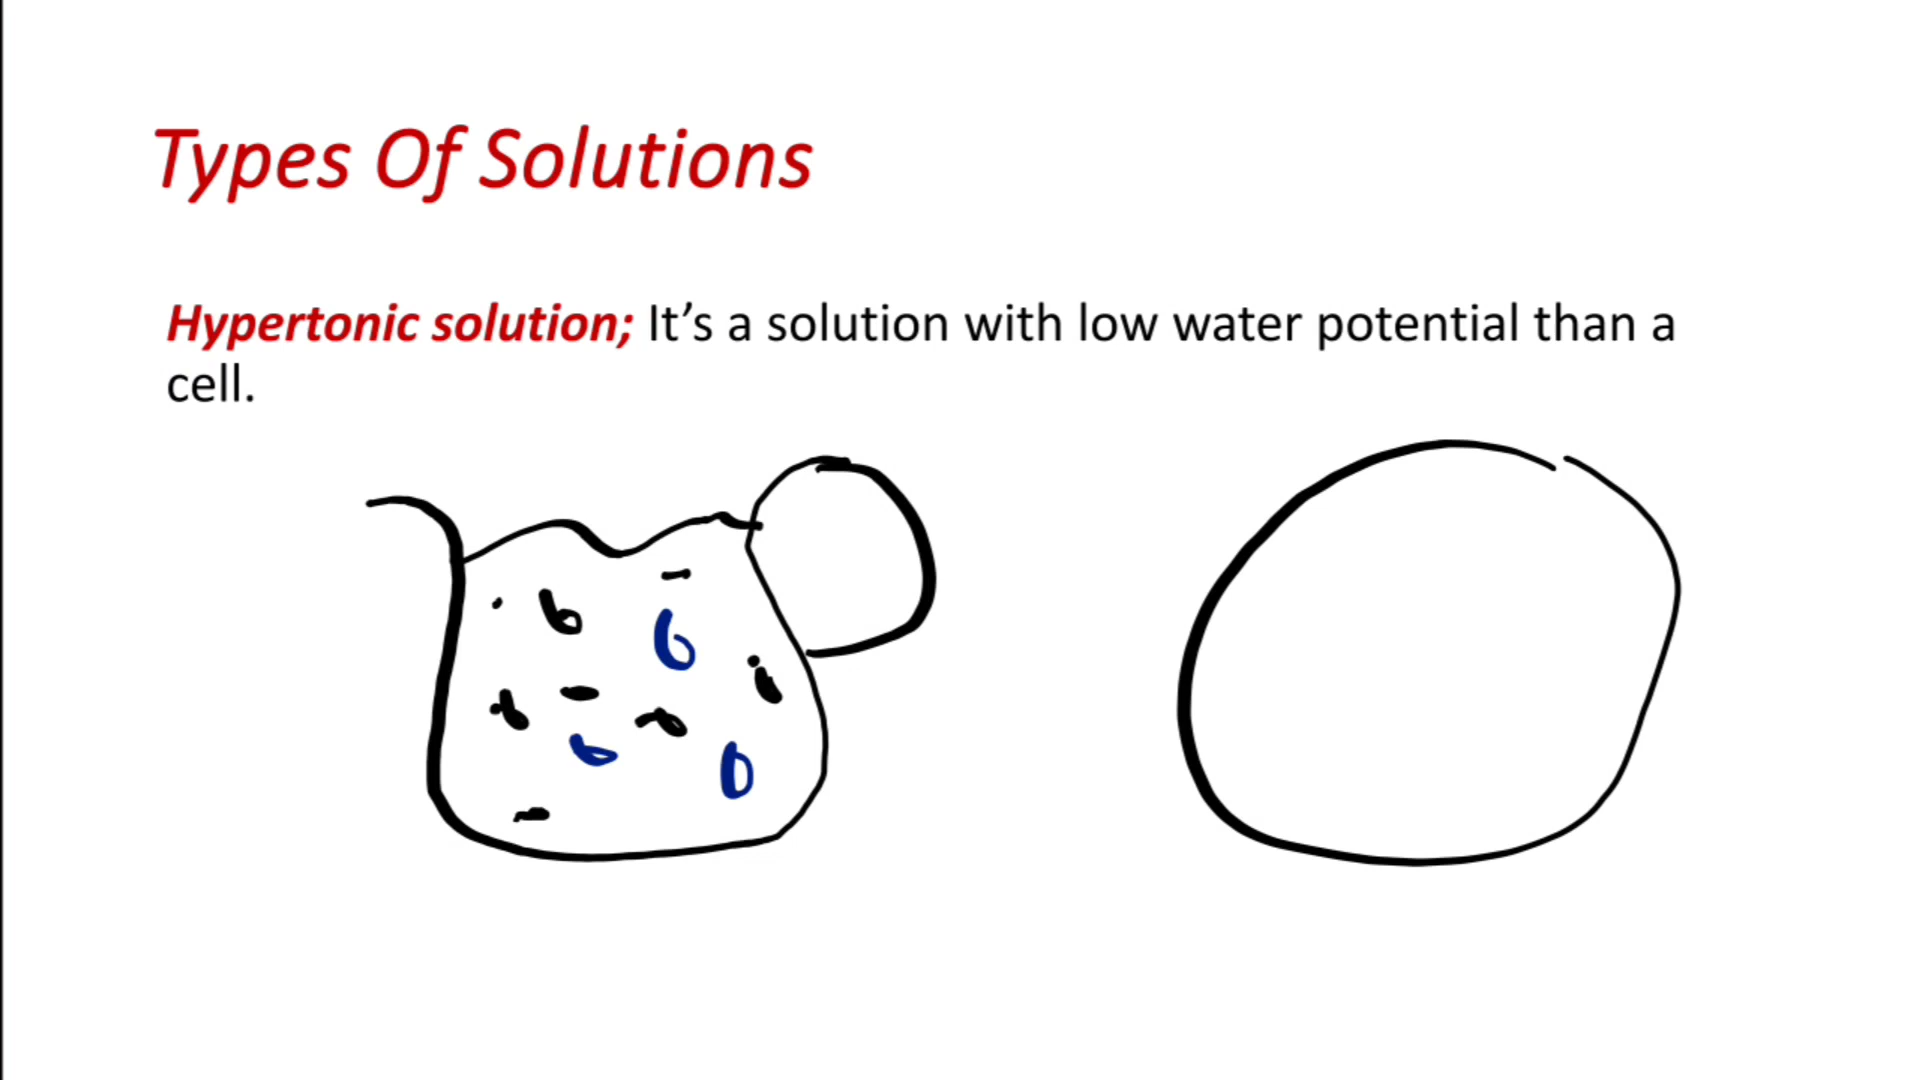 Types Of Solutions
Hypertonic solution; It’s a solution with low water potential than a
cell.